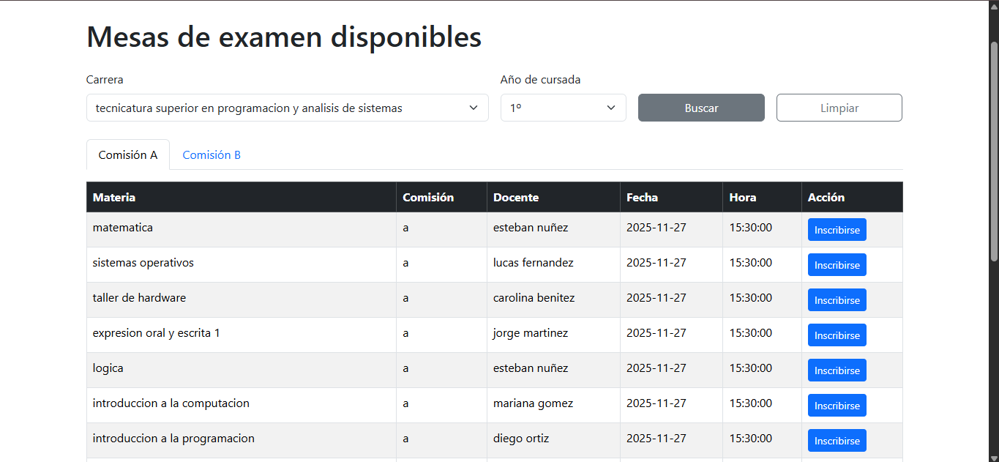 Mesas de examen disponibles
Carrera Año de cursada
tecnicatura superior en programacion y analisis de sistemas 1º Buscar Limpiar
Comisión A Comisión B
Materia Comisión Docente Fecha Hora Acción
matematica a esteban nuñez 2025-11-27 15:30:00 Inscribirse
sistemas operativos a lucas fernandez 2025-11-27 15:30:00 Inscribirse
taller de hardware a carolina benitez 2025-11-27 15:30:00 Inscribirse
expresion oral y escrita 1 a jorge martinez 2025-11-27 15:30:00 Inscribirse
logica a esteban nuñez 2025-11-27 15:30:00 Inscribirse
introduccion a la computacion a mariana gomez 2025-11-27 15:30:00 Inscribirse
introduccion a la programacion a diego ortiz 2025-11-27 15:30:00 Inscribirse